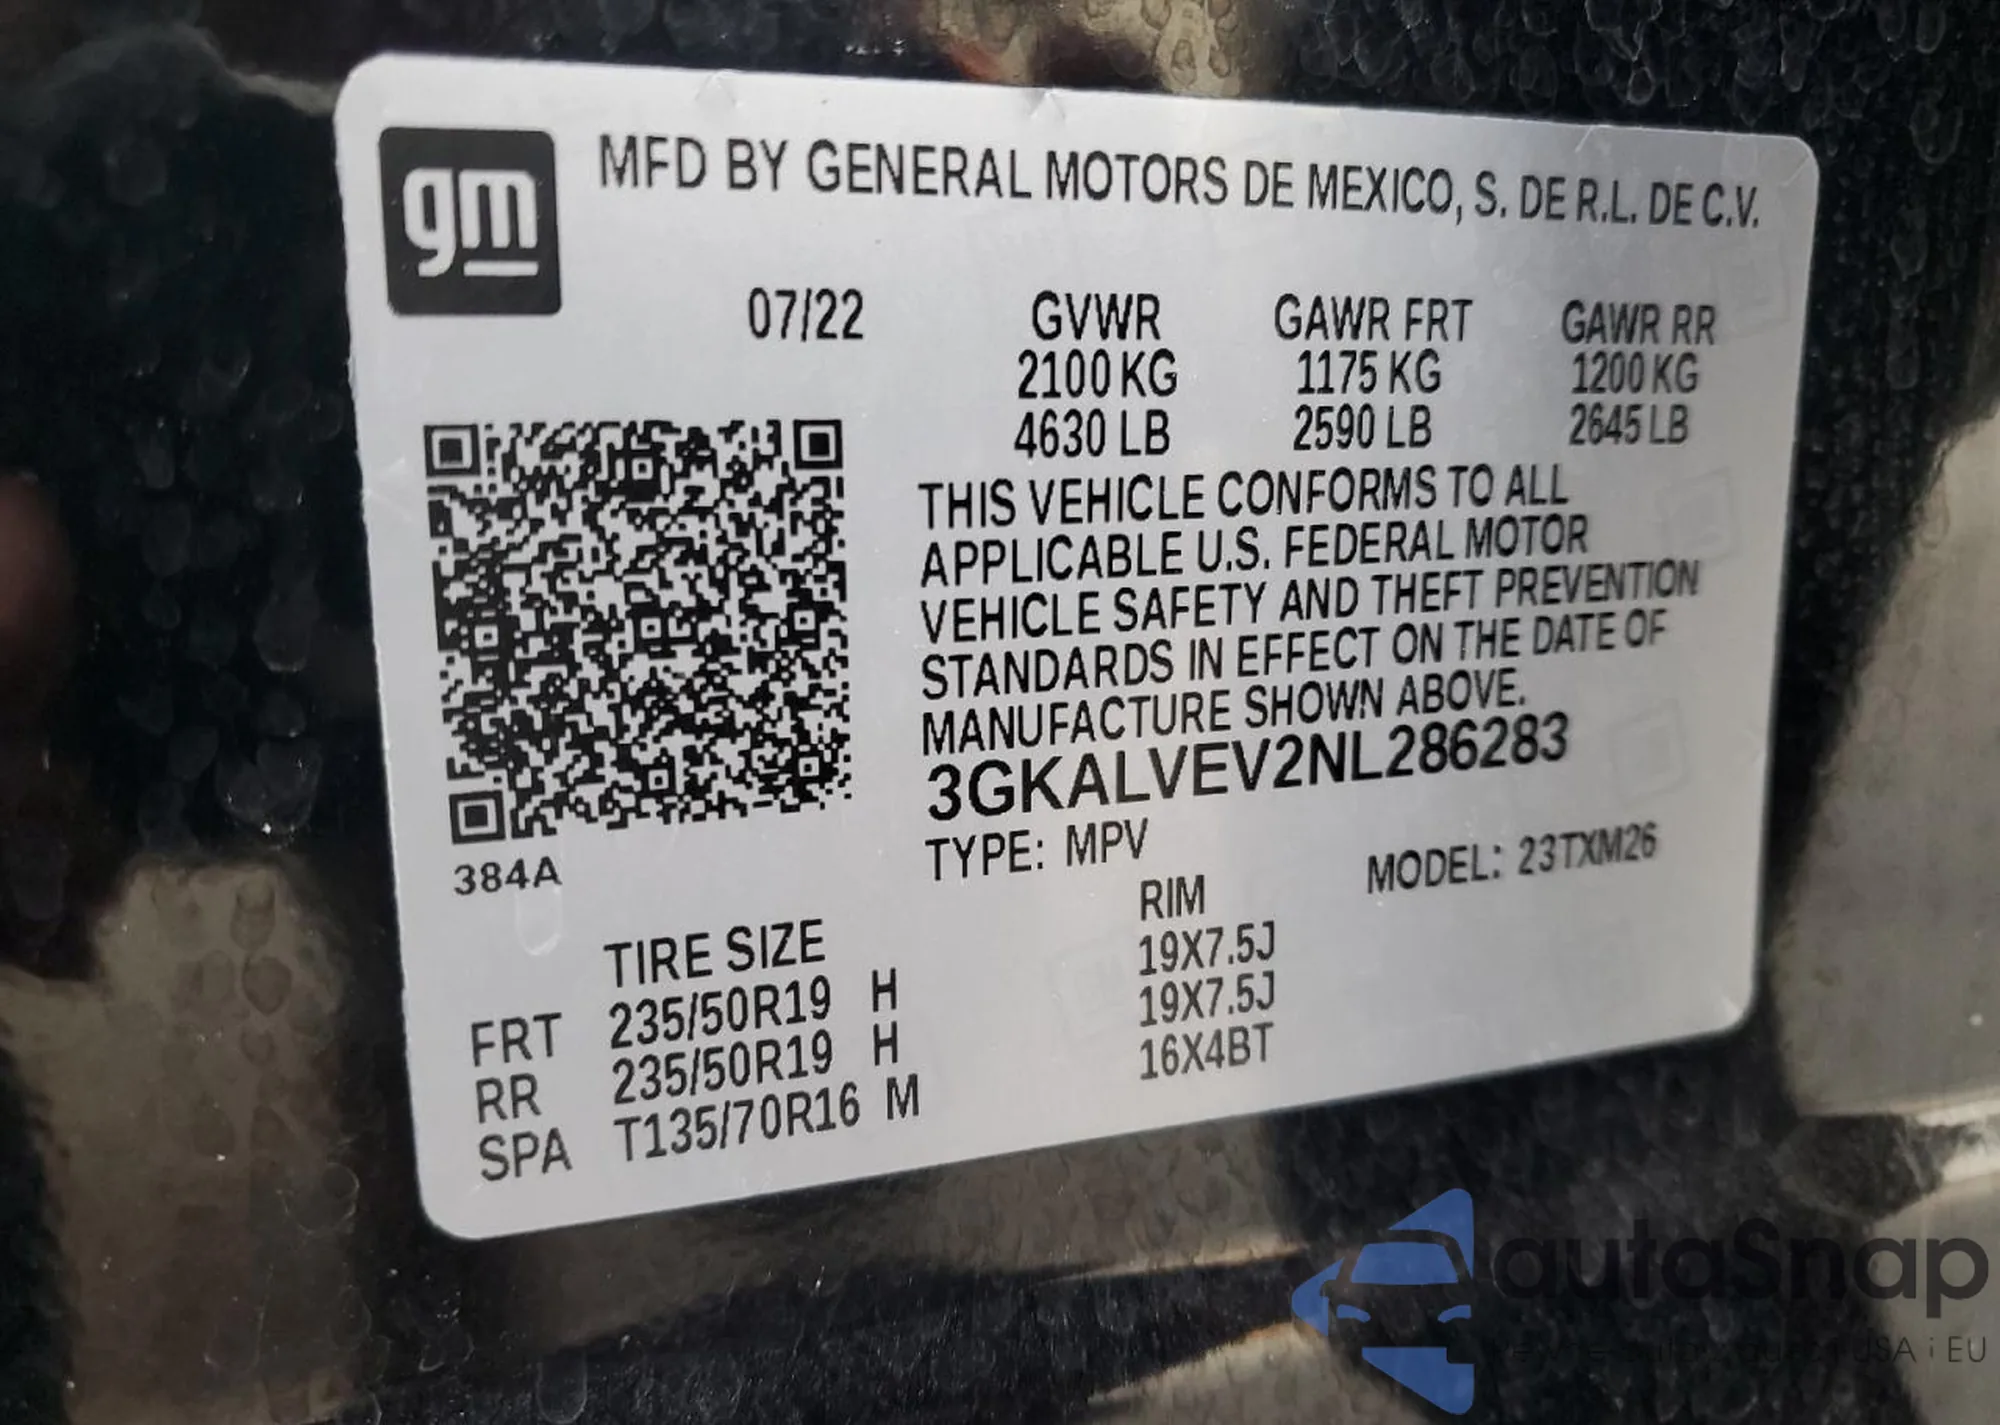 gm
MFD BY GENERAL MOTORS DE MEXICO, S. DE R.L. DE C.V.
07/22 GVWR GAWR FRT GAWR RR
2100 KG 1175 KG 1200 KG
4630 LB 2590 LB 2645 LB
THIS VEHICLE CONFORMS TO ALL
APPLICABLE U.S. FEDERAL MOTOR
VEHICLE SAFETY AND THEFT PREVENTION
STANDARDS IN EFFECT ON THE DATE OF
MANUFACTURE SHOWN ABOVE.
3GKALVEV2NL286283
384A
TYPE: MPV MODEL: 23TXM26
TIRE SIZE RIM
FRT 235/50R19 H 19X7.5J
RR 235/50R19 H 19X7.5J
SPA T135/70R16 M 16X4BT
autoSnap
USA i EU